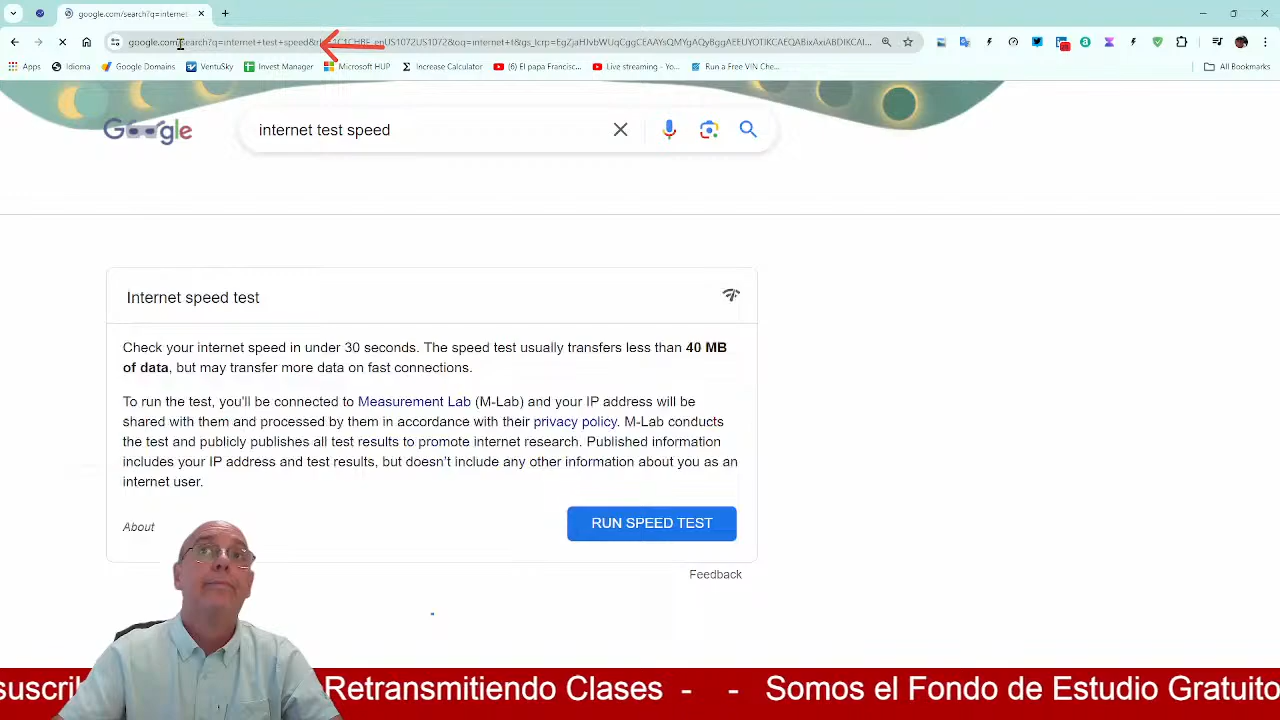 google.com/search?q=internet
Apps
Idioma
Google Domains
VentuSky
Invest Manager
Microsoft HUP
Increase Calculator
(6) El papa Francisc...
Live streaming - Yo...
Run a Free VIN Che...
All Bookmarks
Google
internet test speed
Internet speed test
Check your internet speed in under 30 seconds. The speed test usually transfers less than 40 MB
of data, but may transfer more data on fast connections.
To run the test, you'll be connected to Measurement Lab (M-Lab) and your IP address will be
shared with them and processed by them in accordance with their privacy policy. M-Lab conducts
the test and publicly publishes all test results to promote internet research. Published information
includes your IP address and test results, but doesn't include any other information about you as an
internet user.
About
RUN SPEED TEST
Feedback
suscrib
Retransmitiendo Clases - - Somos el Fondo de Estudio Gratuito